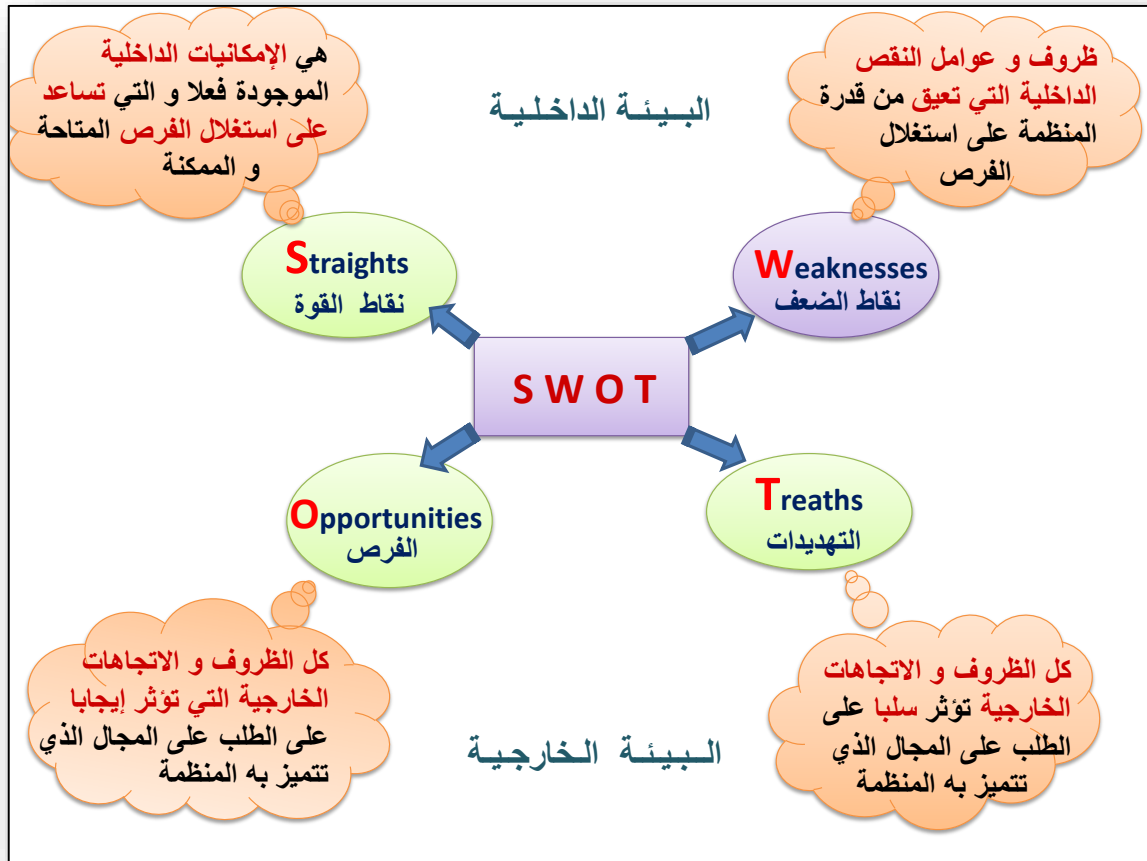 هي الإمكانيات الداخلية
الموجودة فعلا و التي تساعد
على استغلال الفرص المتاحة
و الممكنة
البيئة الداخلية
ظروف و عوامل النقص
الداخلية التي تعيق من قدرة
المنظمة على استغلال
الفرص
Straights
نقاط القوة
Weaknesses
نقاط الضعف
S W O T
Opportunities
الفرص
Treaths
التهديدات
كل الظروف و الاتجاهات
الخارجية التي تؤثر إيجابا
على الطلب على المجال الذي
تتميز به المنظمة
البيئة الخارجية
كل الظروف و الاتجاهات
الخارجية تؤثر سلبا على
الطلب على المجال الذي
تتميز به المنظمة